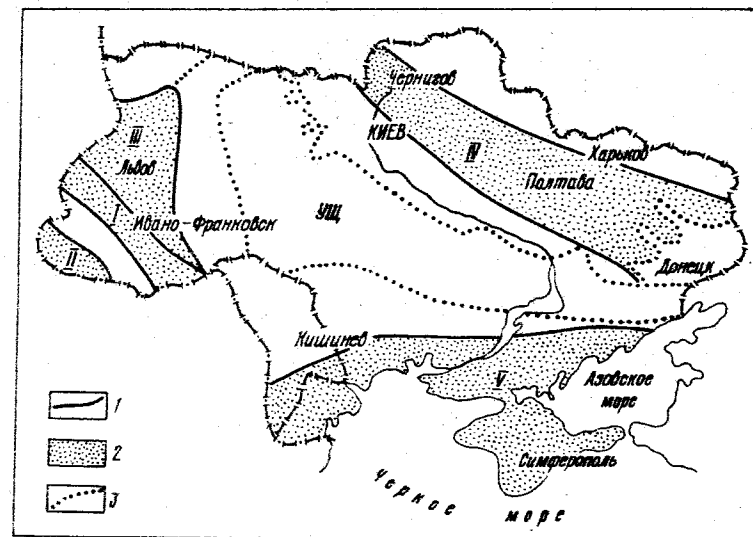 Чернигов
КИЕВ
III
Львов
IV
Харьков
Полтава
I
Ивано-Франковск
УЩ
II
Донецк
Кишинев
V
Азовское
море
Симферополь
Черное море
1
2
3